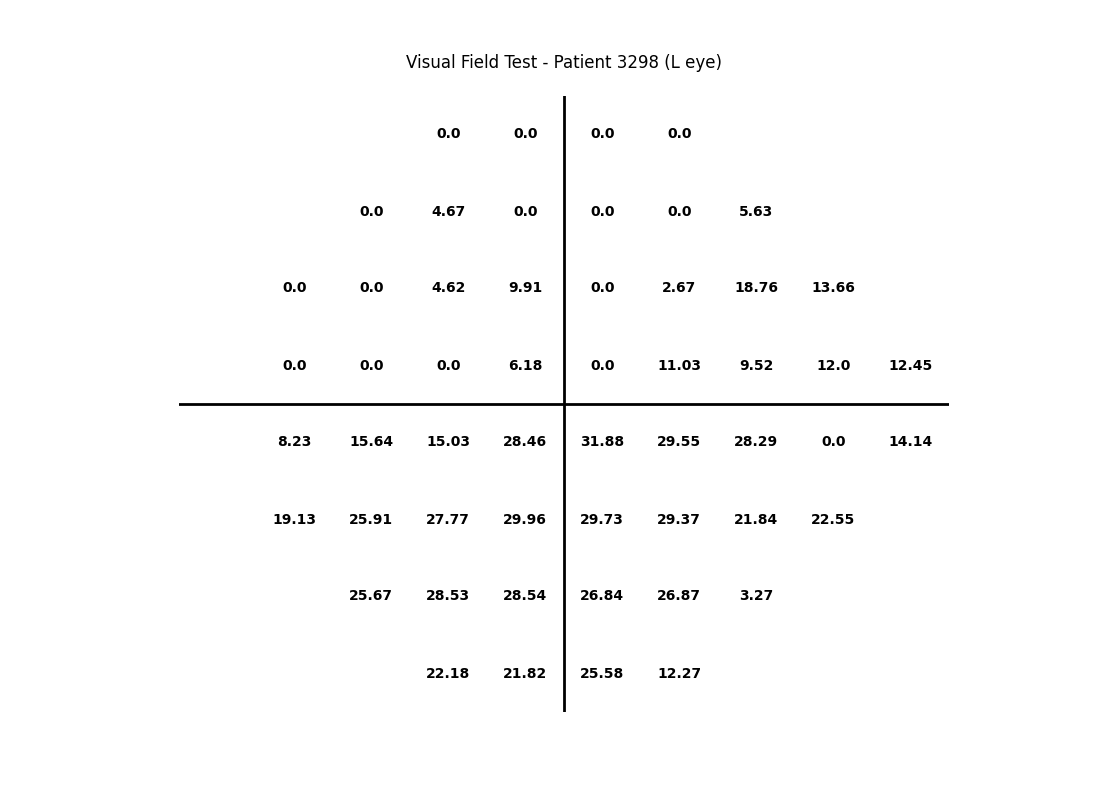 Visual Field Test - Patient 3298 (L eye)
0.0 0.0 0.0 0.0
0.0 4.67 0.0 0.0 0.0 5.63
0.0 0.0 4.62 9.91 0.0 2.67 18.76 13.66
0.0 0.0 0.0 6.18 0.0 11.03 9.52 12.0 12.45
8.23 15.64 15.03 28.46 31.88 29.55 28.29 0.0 14.14
19.13 25.91 27.77 29.96 29.73 29.37 21.84 22.55
25.67 28.53 28.54 26.84 26.87 3.27
22.18 21.82 25.58 12.27